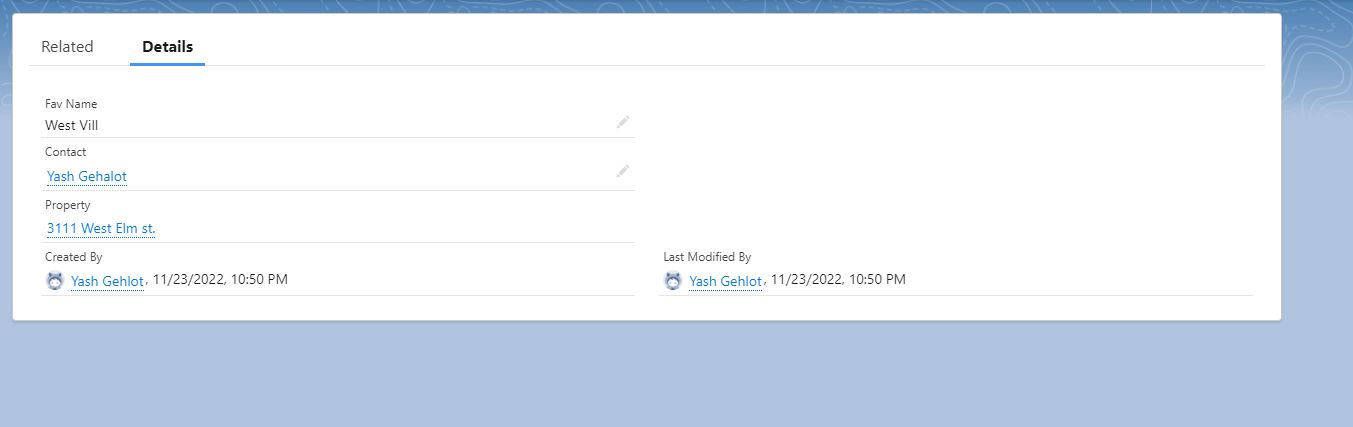 Related Details
Fav Name
West Vill
Contact
Yash Gehalot
Property
3111 West Elm st.
Created By
Yash Gehlot, 11/23/2022, 10:50 PM
Last Modified By
Yash Gehlot, 11/23/2022, 10:50 PM